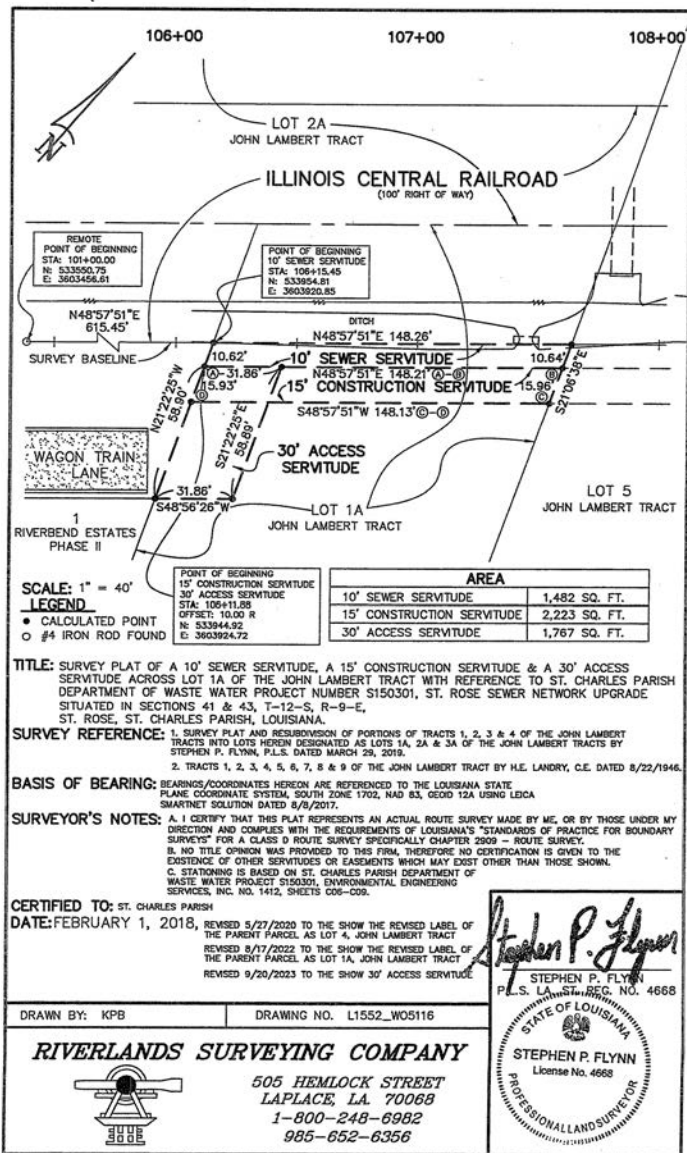 106+00
107+00
108+00
N
LOT 2A
JOHN LAMBERT TRACT
ILLINOIS CENTRAL RAILROAD
(100' RIGHT OF WAY)
REMOTE
POINT OF BEGINNING
STA: 101+00.00
N: 533550.75
E: 3603456.61
POINT OF BEGINNING
10' SEWER SERVITUDE
STA: 106+15.45
N: 533954.81
E: 3603920.85
N48°57'51"E
615.45'
SURVEY BASELINE
DITCH
N48°57'51"E 148.26'
10.62'
10' SEWER SERVITUDE
10.64'
A-31.86'
N48°57'51"E 148.21' A-B
B
15.93'
15' CONSTRUCTION SERVITUDE
15.96'
D
C
S48°57'51"W 148.13' C-D
N21°22'25"W
58.90'
S21°22'25"E
58.89'
S21°06'38"E
WAGON TRAIN
LANE
30' ACCESS
SERVITUDE
31.86'
S48°56'26"W
LOT 1A
JOHN LAMBERT TRACT
LOT 5
JOHN LAMBERT TRACT
1
RIVERBEND ESTATES
PHASE II
POINT OF BEGINNING
15' CONSTRUCTION SERVITUDE
30' ACCESS SERVITUDE
STA: 106+11.88
OFFSET: 10.00 R
N: 533944.92
E: 3603924.72
SCALE: 1" = 40'
LEGEND
● CALCULATED POINT
○ #4 IRON ROD FOUND
AREA
10' SEWER SERVITUDE 1,482 SQ. FT.
15' CONSTRUCTION SERVITUDE 2,223 SQ. FT.
30' ACCESS SERVITUDE 1,767 SQ. FT.
TITLE: SURVEY PLAT OF A 10' SEWER SERVITUDE, A 15' CONSTRUCTION SERVITUDE & A 30' ACCESS
SERVITUDE ACROSS LOT 1A OF THE JOHN LAMBERT TRACT WITH REFERENCE TO ST. CHARLES PARISH
DEPARTMENT OF WASTE WATER PROJECT NUMBER S150301, ST. ROSE SEWER NETWORK UPGRADE
SITUATED IN SECTIONS 41 & 43, T-12-S, R-9-E,
ST. ROSE, ST. CHARLES PARISH, LOUISIANA.
SURVEY REFERENCE: 1. SURVEY PLAT AND RESUBDIVISION OF PORTIONS OF TRACTS 1, 2, 3 & 4 OF THE JOHN LAMBERT
TRACTS INTO LOTS HEREIN DESIGNATED AS LOTS 1A, 2A & 3A OF THE JOHN LAMBERT TRACTS BY
STEPHEN P. FLYNN, P.L.S. DATED MARCH 29, 2019.
2. TRACTS 1, 2, 3, 4, 5, 6, 7, 8 & 9 OF THE JOHN LAMBERT TRACT BY H.E. LANDRY, C.E. DATED 8/22/1946.
BASIS OF BEARING: BEARINGS/COORDINATES HEREON ARE REFERENCED TO THE LOUISIANA STATE
PLANE COORDINATE SYSTEM, SOUTH ZONE 1702, NAD 83, GEOID 12A USING LEICA
SMARTNET SOLUTION DATED 8/8/2017.
SURVEYOR'S NOTES: A. I CERTIFY THAT THIS PLAT REPRESENTS AN ACTUAL ROUTE SURVEY MADE BY ME, OR BY THOSE UNDER MY
DIRECTION AND COMPLIES WITH THE REQUIREMENTS OF LOUISIANA'S "STANDARDS OF PRACTICE FOR BOUNDARY
SURVEYS" FOR A CLASS D ROUTE SURVEY SPECIFICALLY CHAPTER 2909 – ROUTE SURVEY.
B. NO TITLE OPINION WAS PROVIDED TO THIS FIRM, THEREFORE NO CERTIFICATION IS GIVEN TO THE
EXISTENCE OF OTHER SERVITUDES OR EASEMENTS WHICH MAY EXIST OTHER THAN THOSE SHOWN.
C. STATIONING IS BASED ON ST. CHARLES PARISH DEPARTMENT OF
WASTE WATER PROJECT S150301, ENVIRONMENTAL ENGINEERING
SERVICES, INC. NO. 1412, SHEETS C06-C09.
CERTIFIED TO: ST. CHARLES PARISH
DATE: FEBRUARY 1, 2018, REVISED 5/27/2020 TO THE SHOW THE REVISED LABEL OF
THE PARENT PARCEL AS LOT 4, JOHN LAMBERT TRACT
REVISED 8/17/2022 TO THE SHOW THE REVISED LABEL OF
THE PARENT PARCEL AS LOT 1A, JOHN LAMBERT TRACT
REVISED 9/20/2023 TO THE SHOW 30' ACCESS SERVITUDE
Stephen P. Flynn
STEPHEN P. FLYNN
P.L.S. LA. ST. REG. NO. 4668
STATE OF LOUISIANA
STEPHEN P. FLYNN
License No. 4668
PROFESSIONAL LAND SURVEYOR
DRAWN BY: KPB
DRAWING NO. L1552_WO5116
RIVERLANDS SURVEYING COMPANY
505 HEMLOCK STREET
LAPLACE, LA. 70068
1-800-248-6982
985-652-6356